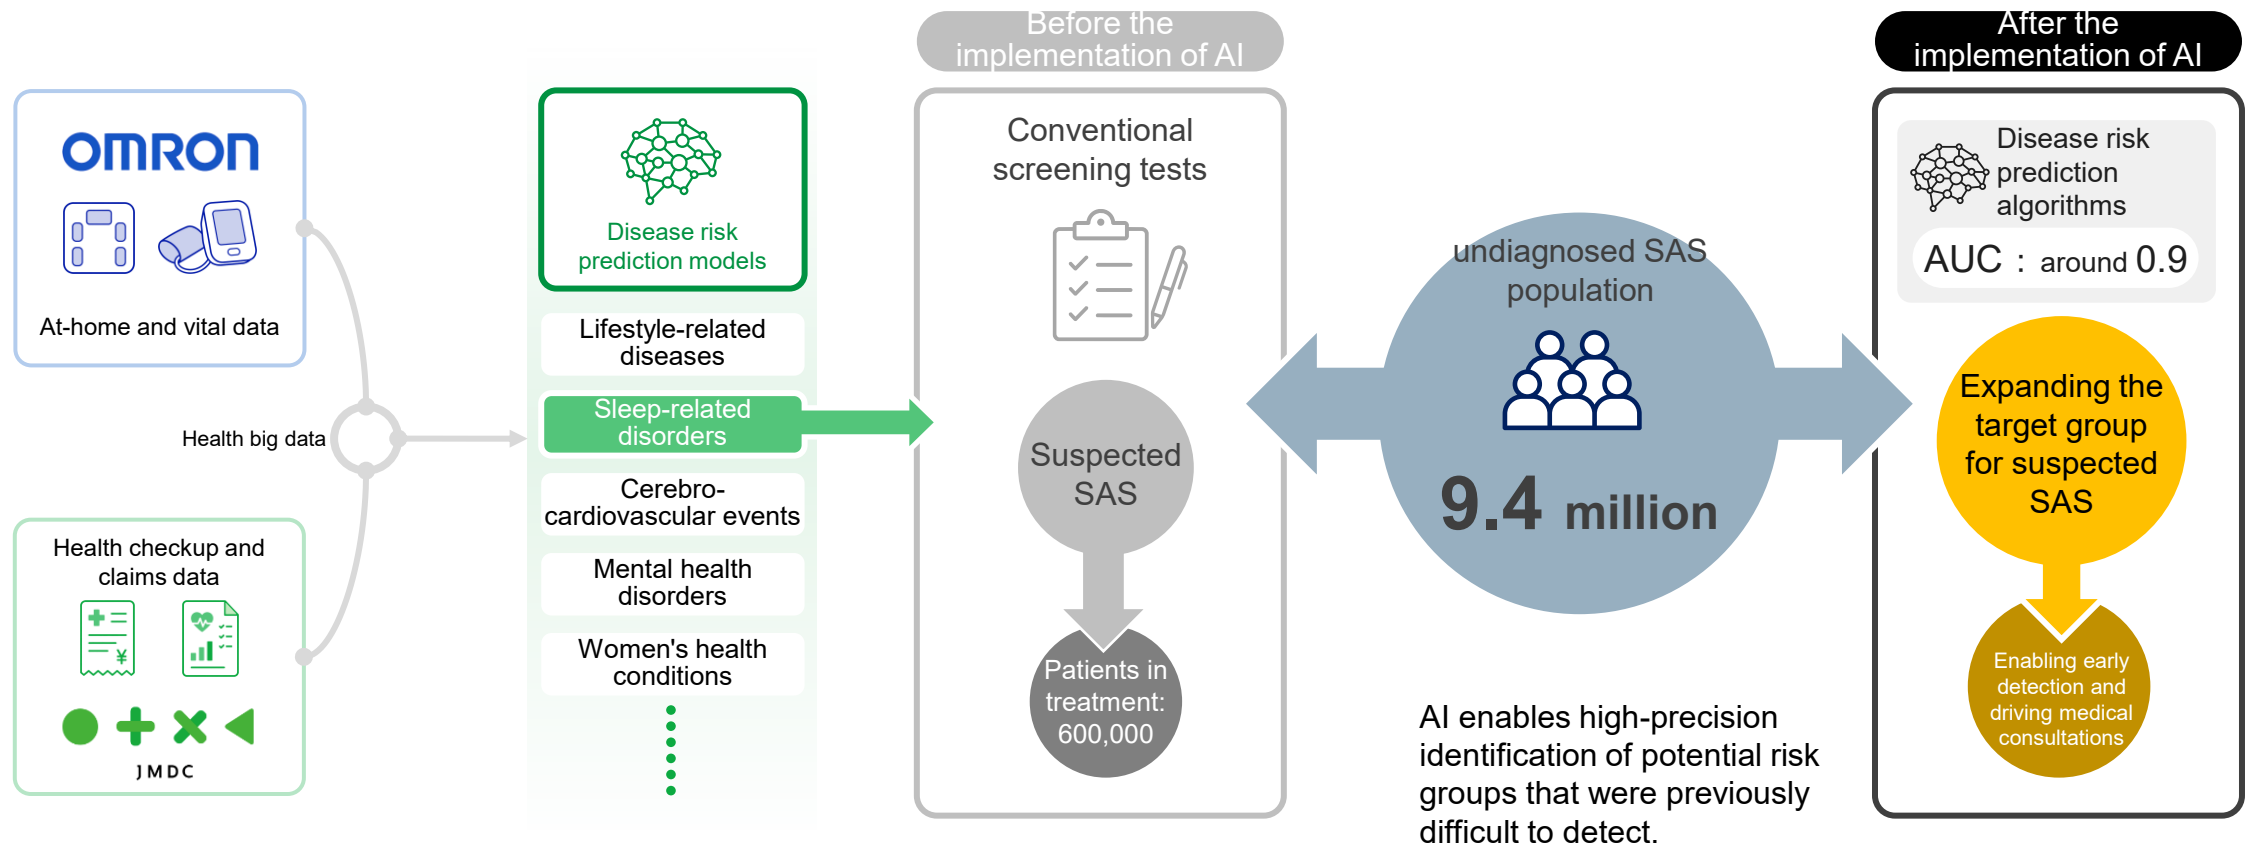 OMRON
At-home and vital data
Health big data
Health checkup and
claims data
¥
JMDC
Disease risk
prediction models
Lifestyle-related
diseases
Sleep-related
disorders
Cerebro-
cardiovascular events
Mental health
disorders
Women's health
conditions
Before the
implementation of AI
Conventional
screening tests
Suspected
SAS
Patients in
treatment:
600,000
undiagnosed SAS
population
9.4 million
AI enables high-precision
identification of potential risk
groups that were previously
difficult to detect.
After the
implementation of AI
Disease risk
prediction
algorithms
AUC : around 0.9
Expanding the
target group
for suspected
SAS
Enabling early
detection and
driving medical
consultations